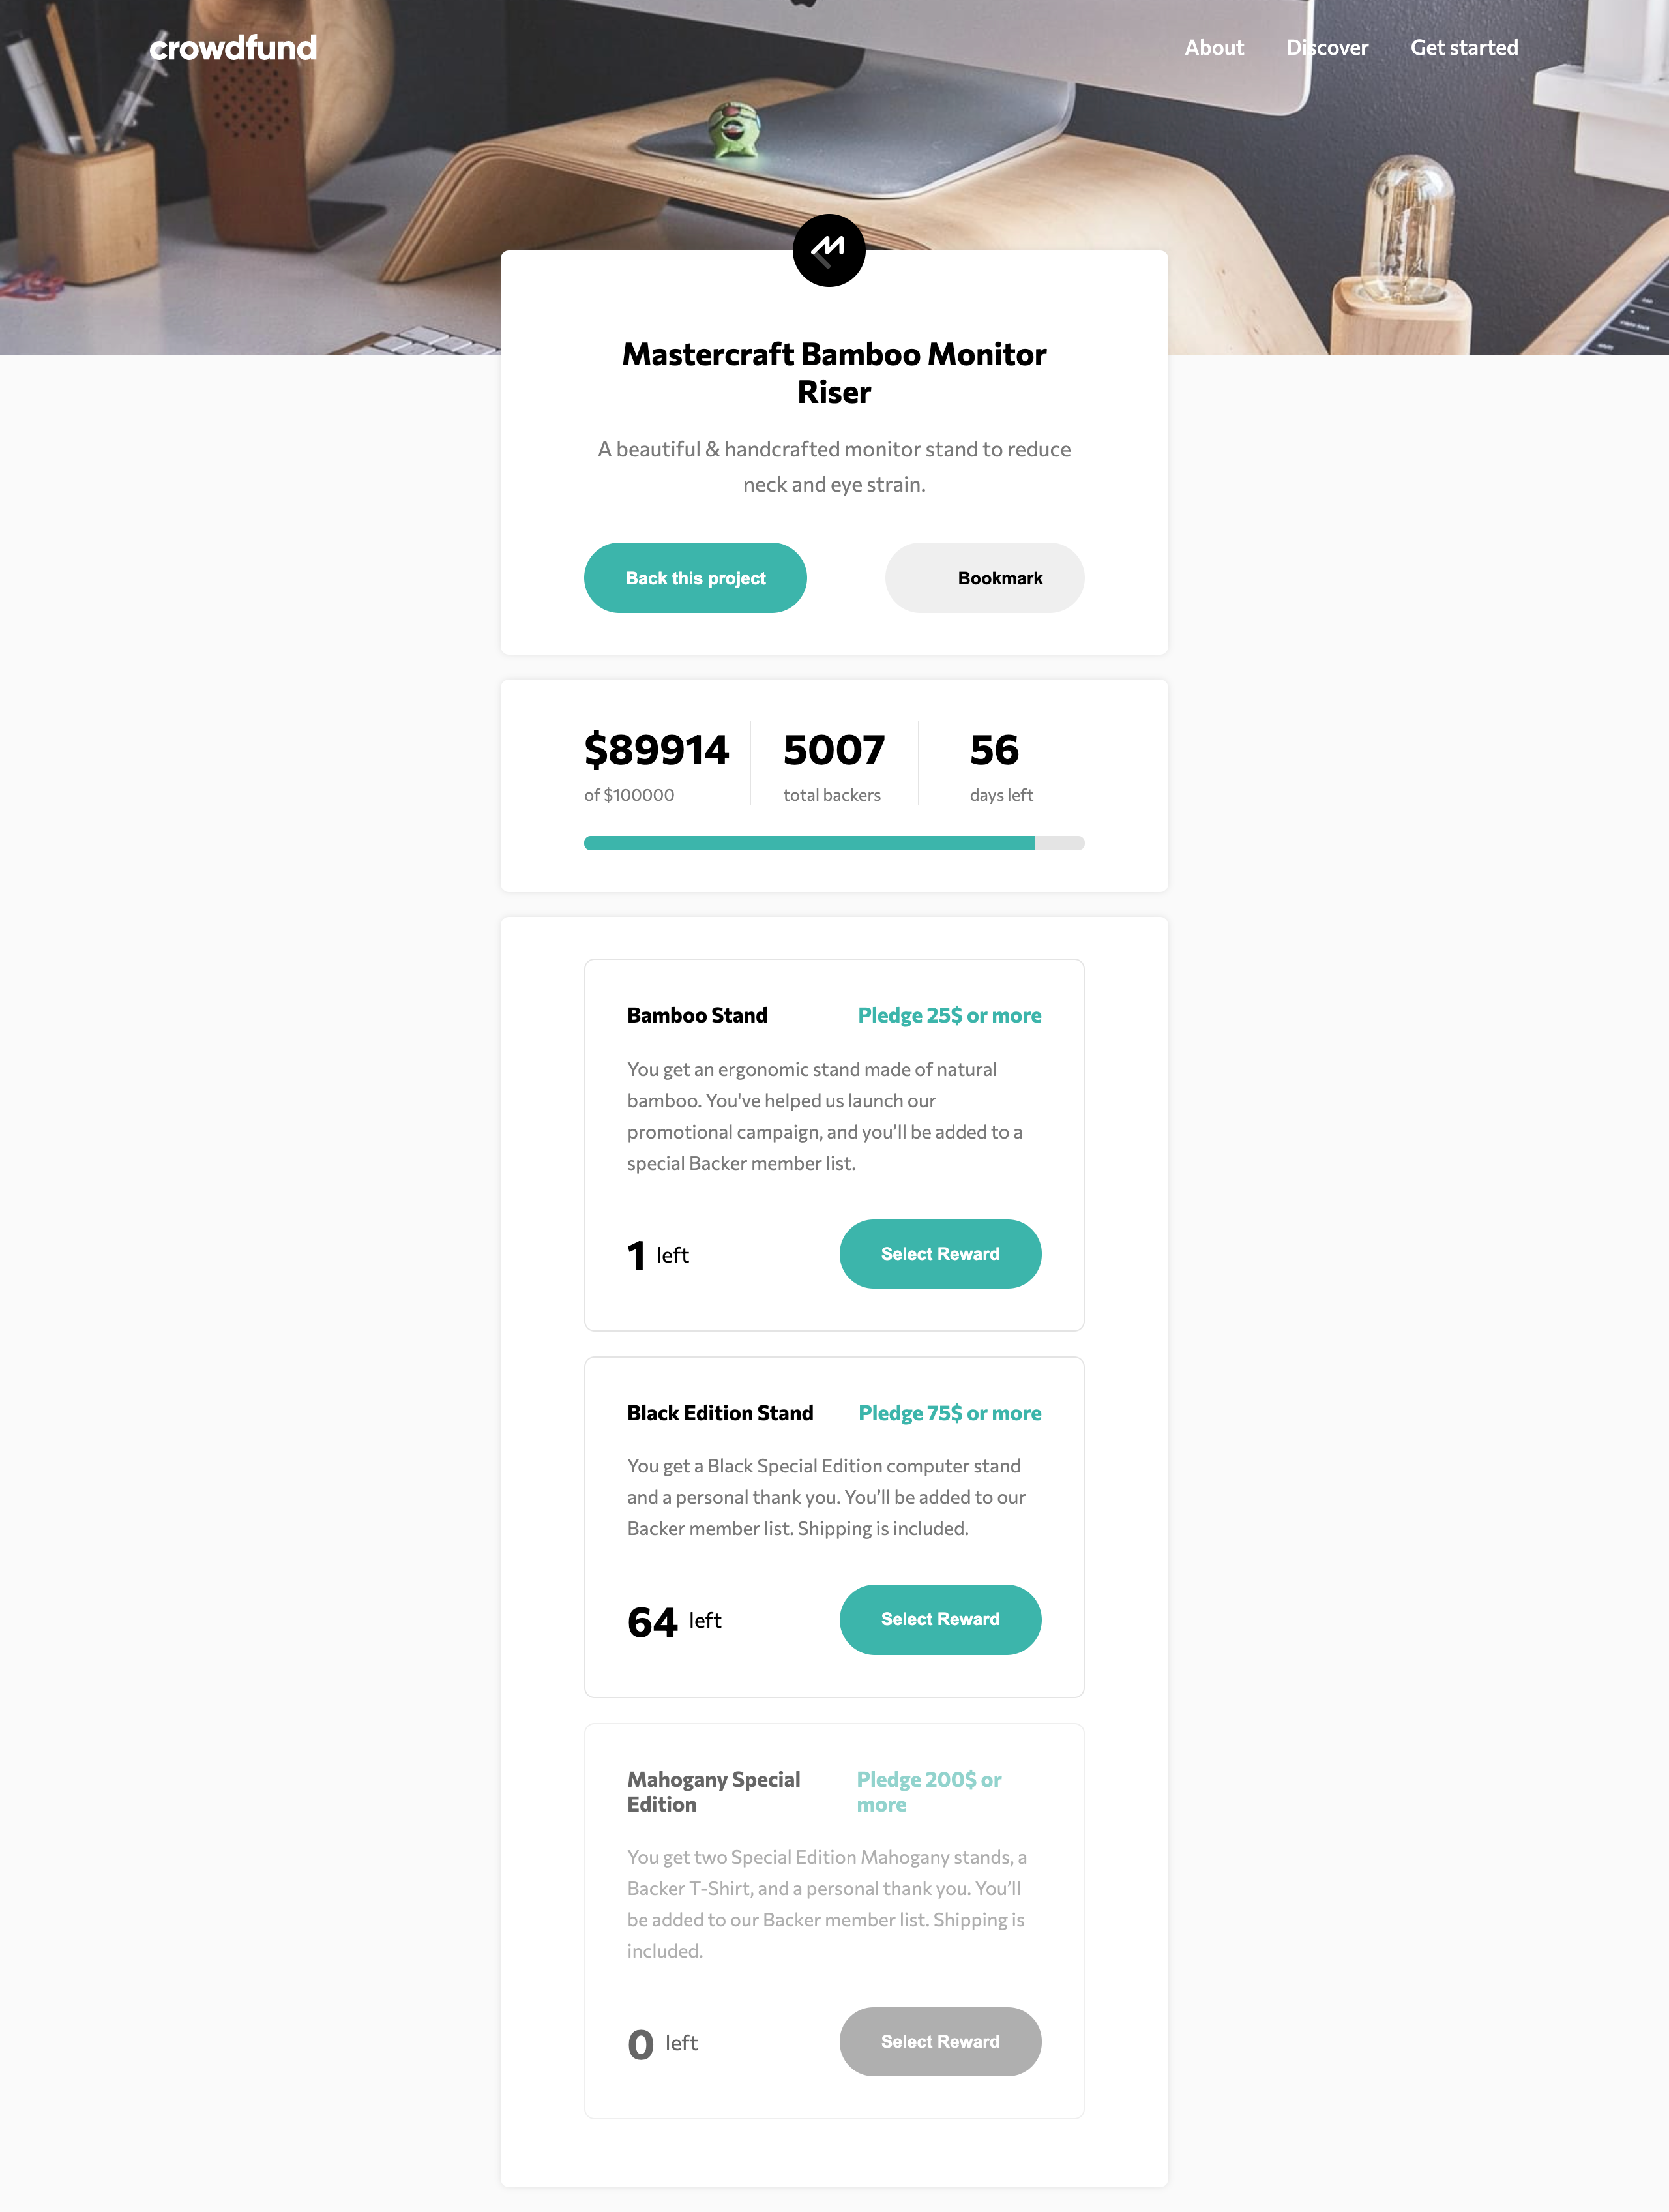 crowdfund
About
Discover
Get started
Mastercraft Bamboo Monitor
Riser
A beautiful & handcrafted monitor stand to reduce
neck and eye strain.
Back this project
Bookmark
$89914
of $100000
5007
total backers
56
days left
Bamboo Stand
Pledge 25$ or more
You get an ergonomic stand made of natural
bamboo. You've helped us launch our
promotional campaign, and you’ll be added to a
special Backer member list.
1 left
Select Reward
Black Edition Stand
Pledge 75$ or more
You get a Black Special Edition computer stand
and a personal thank you. You’ll be added to our
Backer member list. Shipping is included.
64 left
Select Reward
Mahogany Special
Edition
Pledge 200$ or
more
You get two Special Edition Mahogany stands, a
Backer T-Shirt, and a personal thank you. You’ll
be added to our Backer member list. Shipping is
included.
0 left
Select Reward